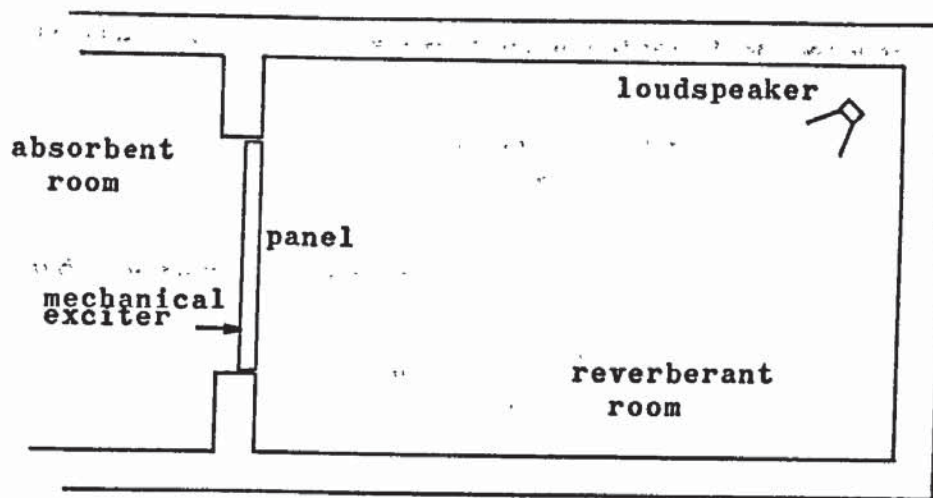 loudspeaker
absorbent
room
panel
mechanical
exciter
reverberant
room